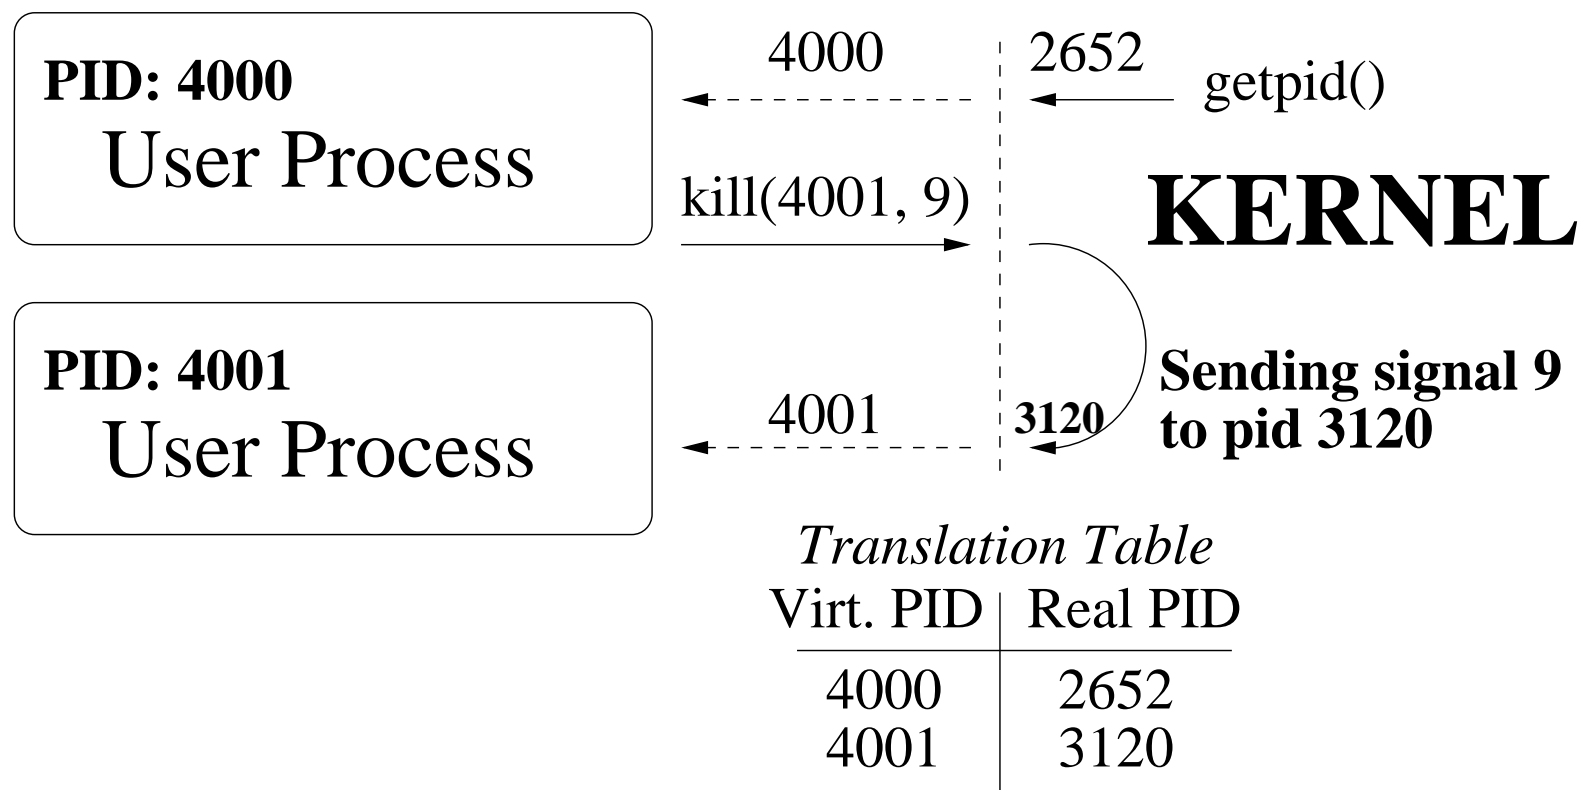 PID: 4000
User Process
4000
2652
getpid()
kill(4001, 9)
KERNEL
PID: 4001
User Process
4001
3120
Sending signal 9
to pid 3120
Translation Table
Virt. PID Real PID
4000 2652
4001 3120